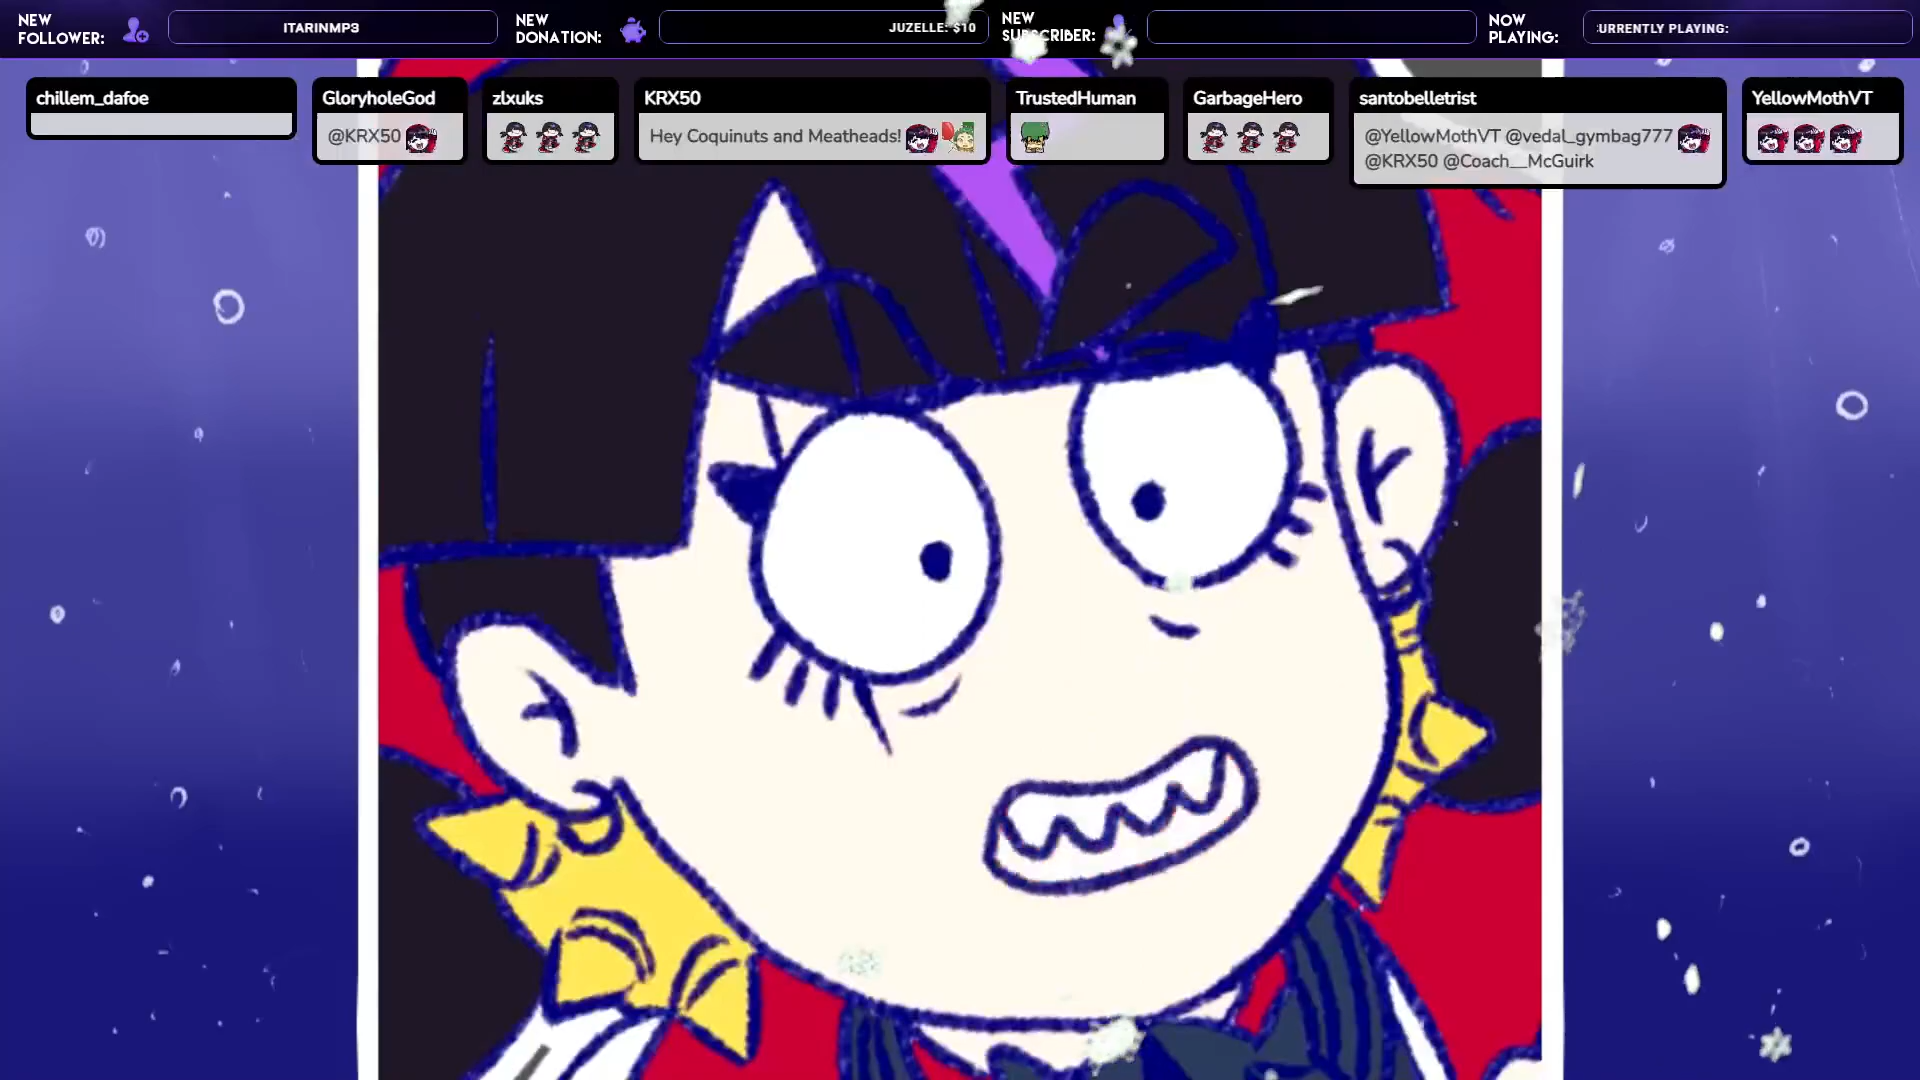 NEW
FOLLOWER:
ITARINMP3
NEW
DONATION:
JUZELLE: $10
NEW
SUBSCRIBER:
NOW
PLAYING:
URRENTLY PLAYING:
chillem_dafoe
GloryholeGod
@KRX50
zlxuks
KRX50
Hey Coquinuts and Meatheads!
TrustedHuman
GarbageHero
santobelletrist
@YellowMothVT @vedal_gymbag777
@KRX50 @Coach__McGuirk
YellowMothVT